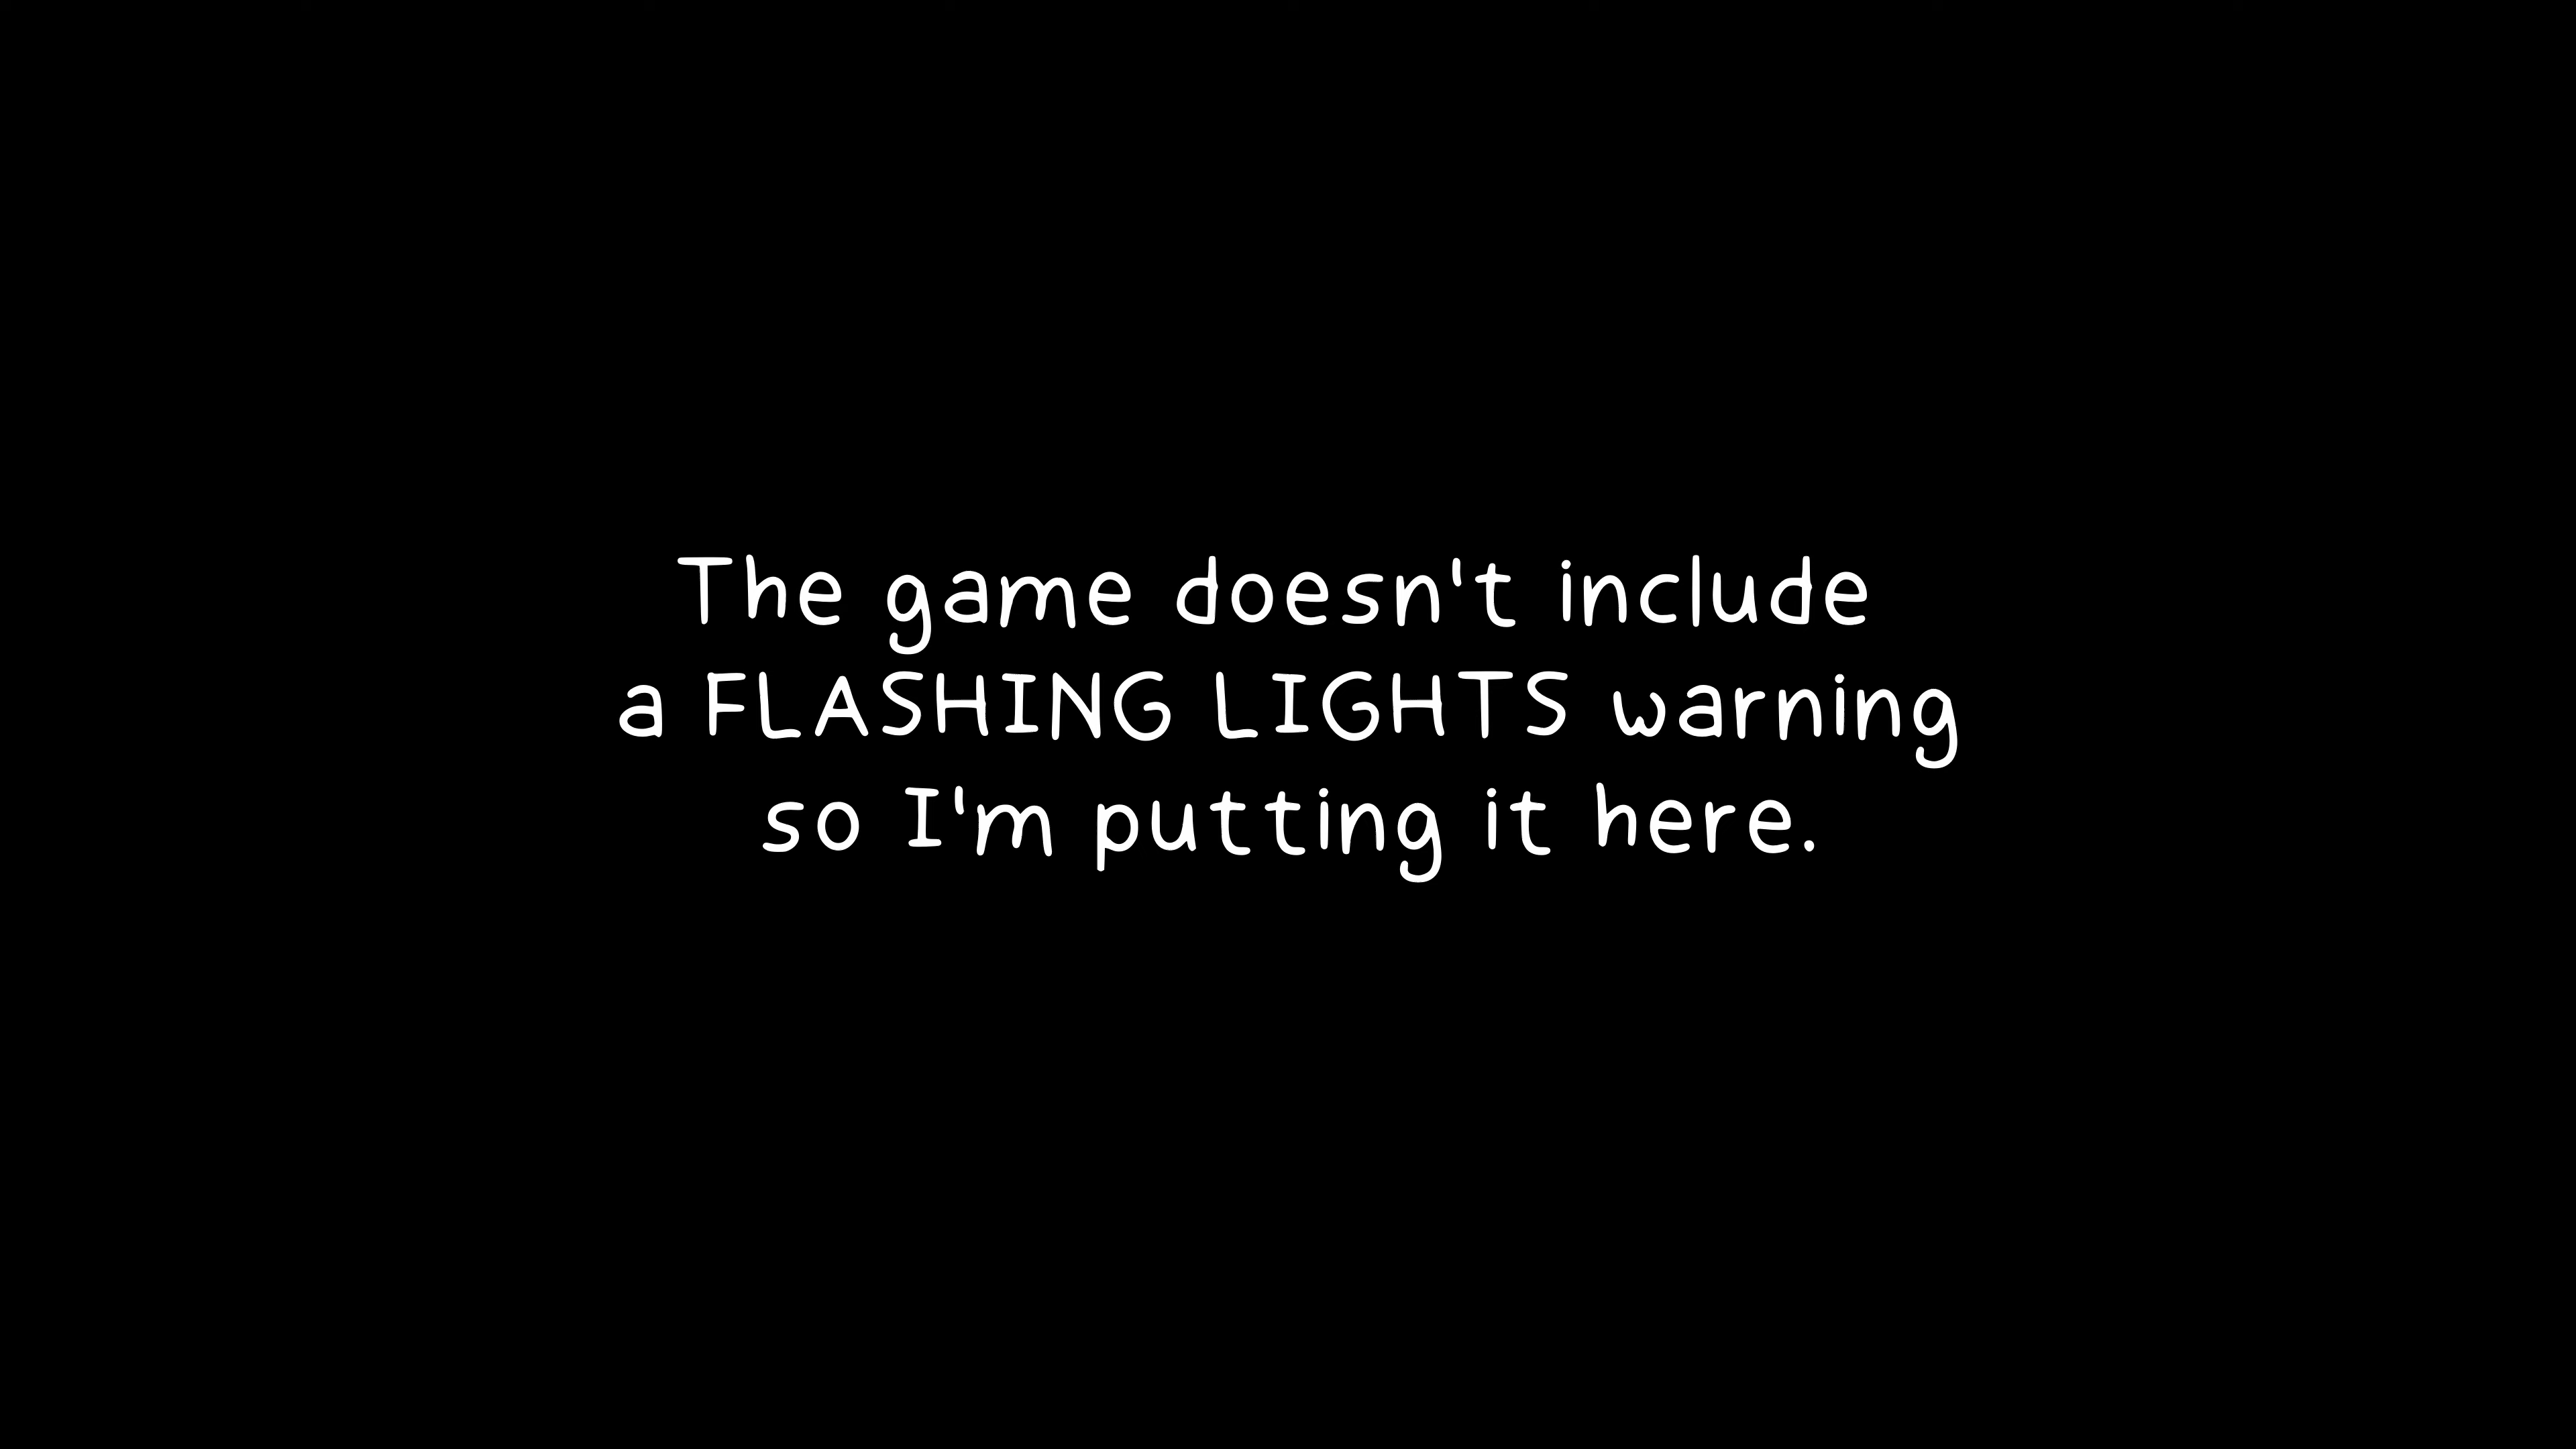 The game doesn't include
a FLASHING LIGHTS warning
so I'm putting it here.